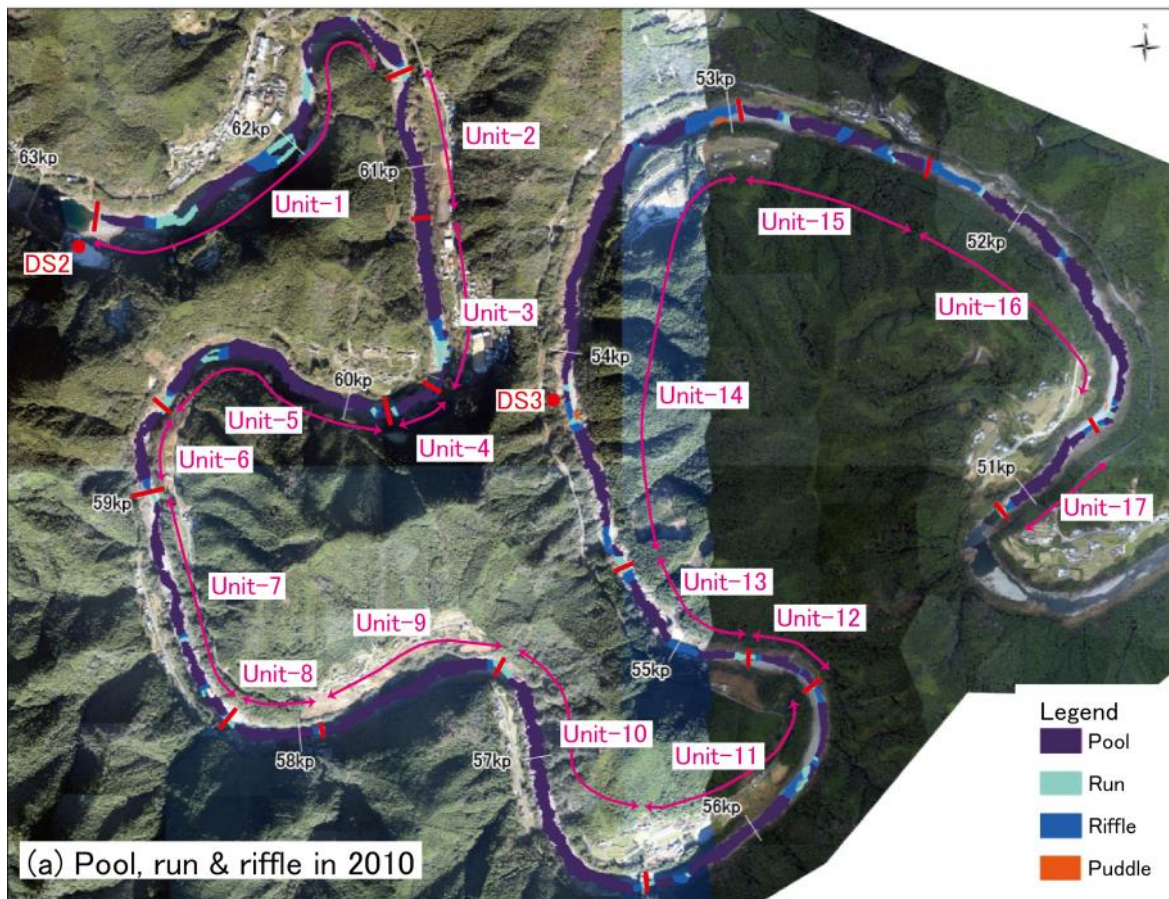 N
63kp
62kp
61kp
53kp
Unit-1
Unit-2
Unit-15
DS2
52kp
Unit-3
Unit-16
54kp
60kp
DS3
Unit-14
Unit-5
Unit-4
Unit-6
51kp
59kp
Unit-17
Unit-7
Unit-13
Unit-12
Unit-9
55kp
Unit-8
Unit-10
58kp
57kp
Unit-11
56kp
Legend
Pool
Run
Riffle
Puddle
(a) Pool, run & riffle in 2010